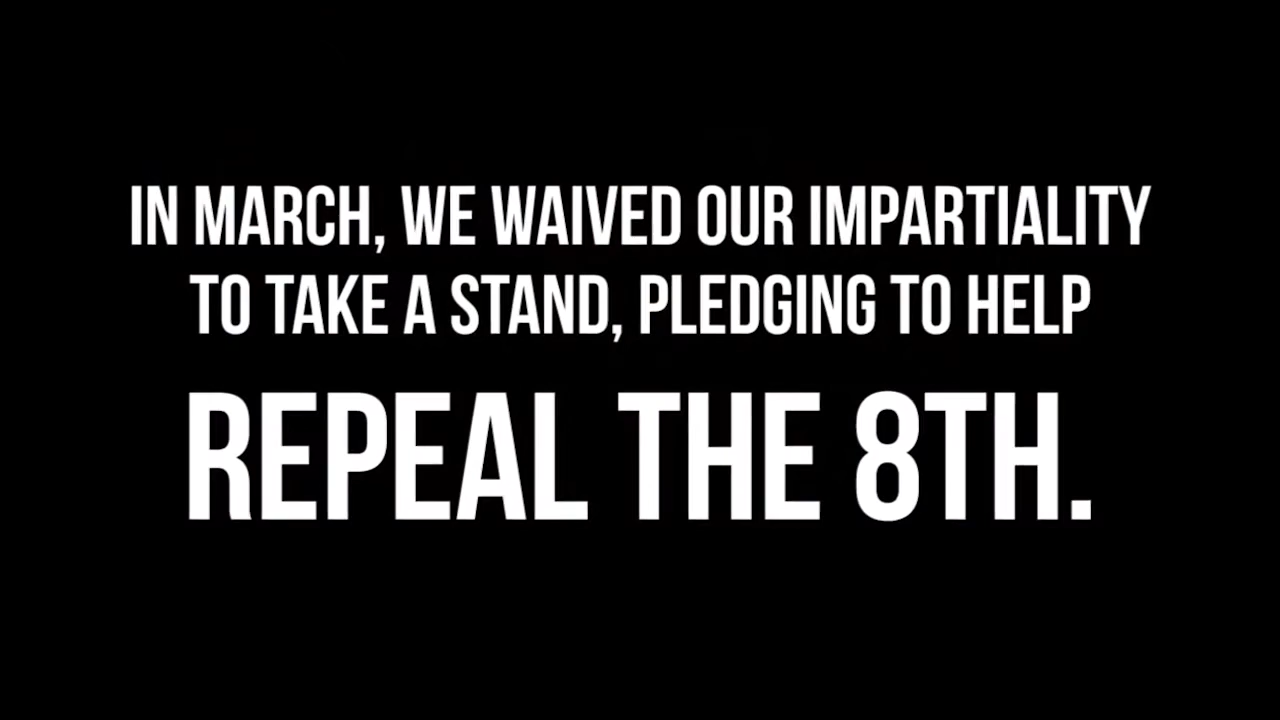 IN MARCH, WE WAIVED OUR IMPARTIALITY
TO TAKE A STAND, PLEDGING TO HELP
REPEAL THE 8TH.